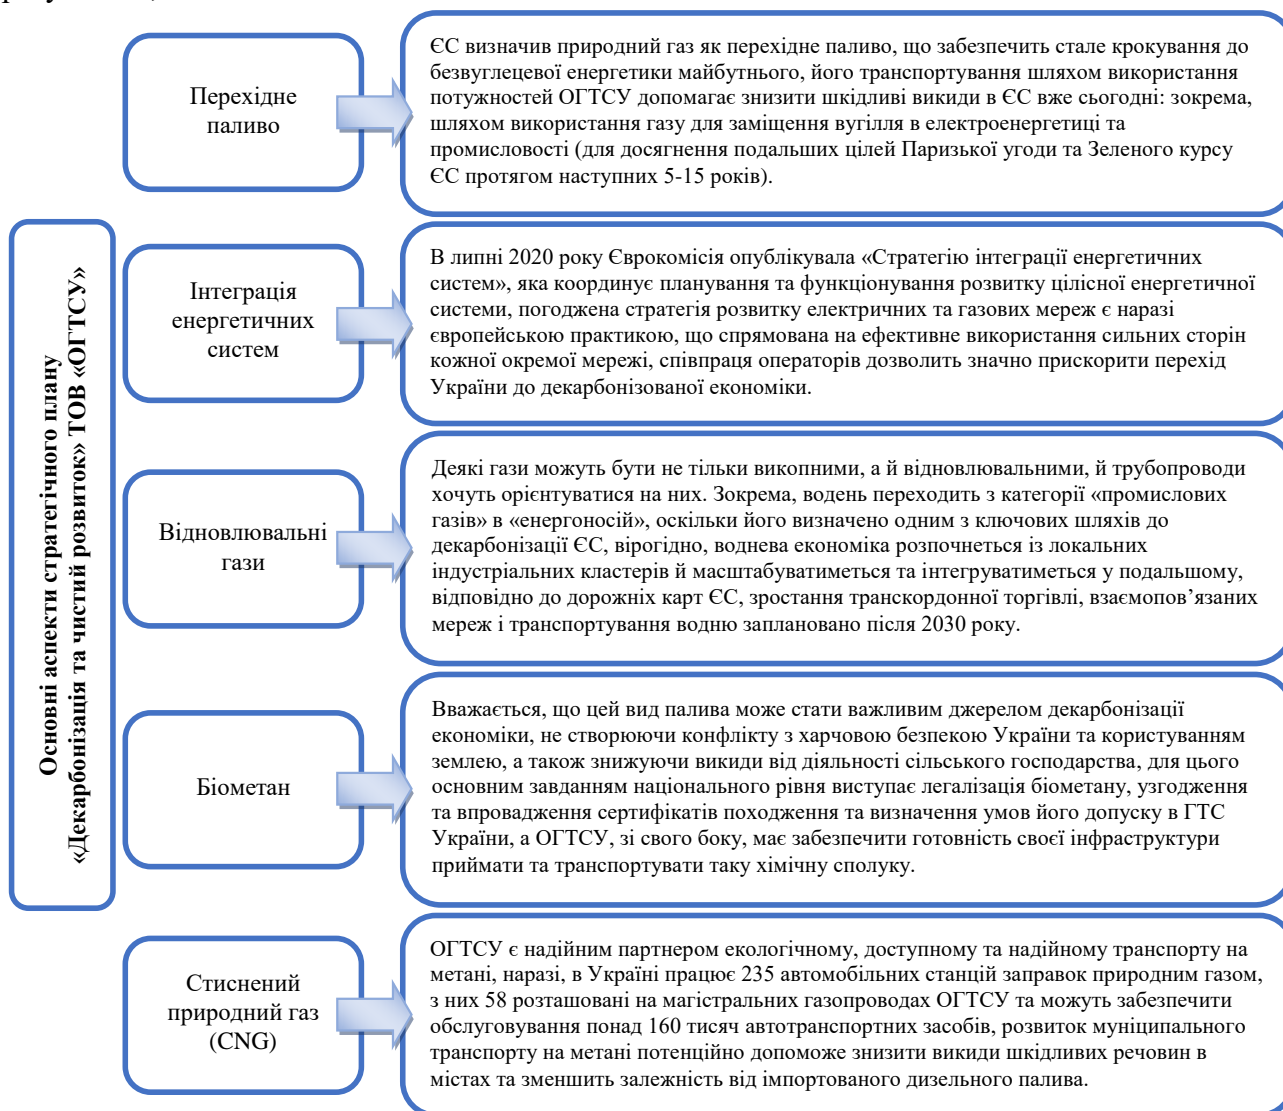 Основні аспекти стратегічного плану
«Декарбонізація та чистий розвиток» ТОВ «ОГТСУ»
Перехідне
паливо
ЄС визначив природний газ як перехідне паливо, що забезпечить стале крокування до
безвуглецевої енергетики майбутнього, його транспортування шляхом використання
потужностей ОГТСУ допомагає знизити шкідливі викиди в ЄС вже сьогодні: зокрема,
шляхом використання газу для заміщення вугілля в електроенергетиці та
промисловості (для досягнення подальших цілей Паризької угоди та Зеленого курсу
ЄС протягом наступних 5-15 років).
Інтеграція
енергетичних
систем
В липні 2020 року Єврокомісія опублікувала «Стратегію інтеграції енергетичних
систем», яка координує планування та функціонування розвитку цілісної енергетичної
системи, погоджена стратегія розвитку електричних та газових мереж є наразі
європейською практикою, що спрямована на ефективне використання сильних сторін
кожної окремої мережі, співпраця операторів дозволить значно прискорити перехід
України до декарбонізованої економіки.
Відновлювальні
гази
Деякі гази можуть бути не тільки викопними, а й відновлювальними, й трубопроводи
хочуть орієнтуватися на них. Зокрема, водень переходить з категорії «промислових
газів» в «енергоносій», оскільки його визначено одним з ключових шляхів до
декарбонізації ЄС, вірогідно, воднева економіка розпочнеться із локальних
індустріальних кластерів й масштабуватиметься та інтегруватиметься у подальшому,
відповідно до дорожніх карт ЄС, зростання транскордонної торгівлі, взаємопов’язаних
мереж і транспортування водню заплановано після 2030 року.
Біометан
Вважається, що цей вид палива може стати важливим джерелом декарбонізації
економіки, не створюючи конфлікту з харчовою безпекою України та користуванням
землею, а також знижуючи викиди від діяльності сільського господарства, для цього
основним завданням національного рівня виступає легалізація біометану, узгодження
та впровадження сертифікатів походження та визначення умов його допуску в ГТС
України, а ОГТСУ, зі свого боку, має забезпечити готовність своєї інфраструктури
приймати та транспортувати таку хімічну сполуку.
Стиснений
природний газ
(CNG)
ОГТСУ є надійним партнером екологічному, доступному та надійному транспорту на
метані, наразі, в Україні працює 235 автомобільних станцій заправок природним газом,
з них 58 розташовані на магістральних газопроводах ОГТСУ та можуть забезпечити
обслуговування понад 160 тисяч автотранспортних засобів, розвиток муніципального
транспорту на метані потенційно допоможе знизити викиди шкідливих речовин в
містах та зменшить залежність від імпортованого дизельного палива.